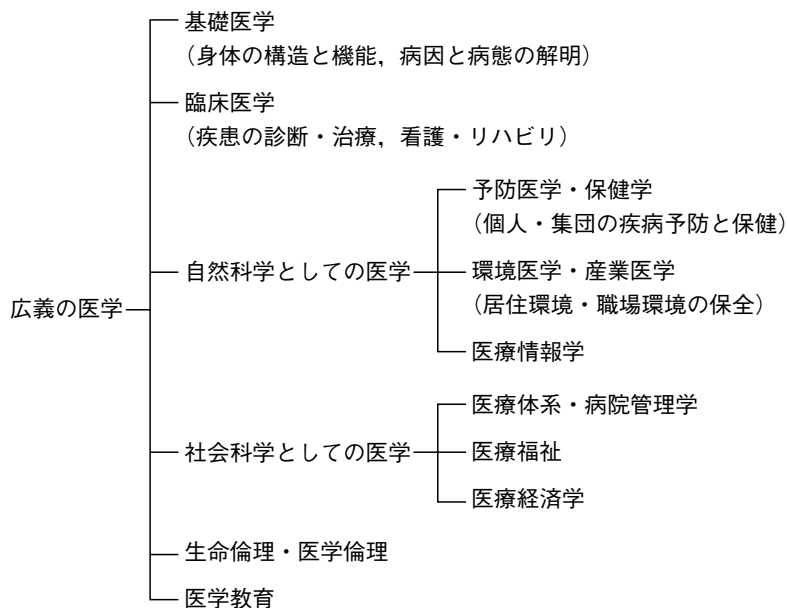 基礎医学
（身体の構造と機能，病因と病態の解明）
臨床医学
（疾患の診断・治療，看護・リハビリ）
予防医学・保健学
（個人・集団の疾病予防と保健）
自然科学としての医学
環境医学・産業医学
（居住環境・職場環境の保全）
広義の医学
医療情報学
医療体系・病院管理学
社会科学としての医学
医療福祉
医療経済学
生命倫理・医学倫理
医学教育